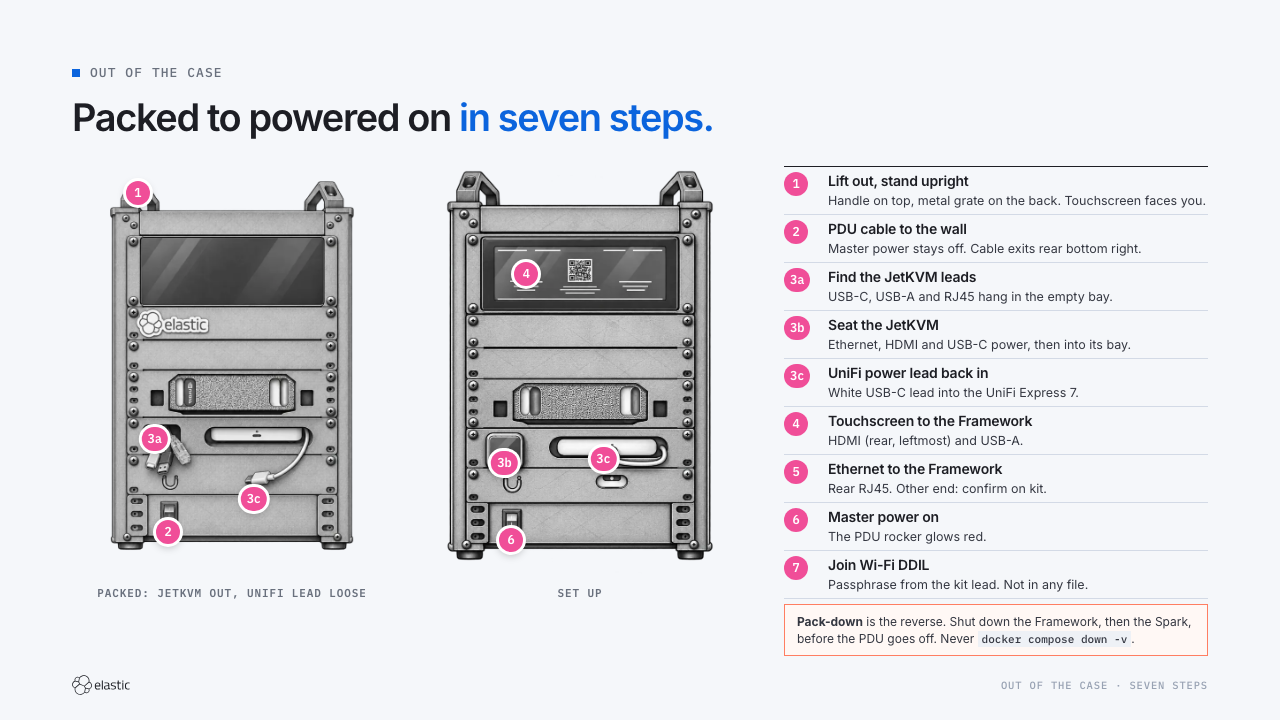 OUT OF THE CASE
Packed to powered on in seven steps.
1
elastic
3a
3c
2
PACKED: JETKVM OUT, UNIFI LEAD LOOSE
4
3b
3c
6
SET UP
1
Lift out, stand upright
Handle on top, metal grate on the back. Touchscreen faces you.
2
PDU cable to the wall
Master power stays off. Cable exits rear bottom right.
3a
Find the JetKVM leads
USB-C, USB-A and RJ45 hang in the empty bay.
3b
Seat the JetKVM
Ethernet, HDMI and USB-C power, then into its bay.
3c
UniFi power lead back in
White USB-C lead into the UniFi Express 7.
4
Touchscreen to the Framework
HDMI (rear, leftmost) and USB-A.
5
Ethernet to the Framework
Rear RJ45. Other end: confirm on kit.
6
Master power on
The PDU rocker glows red.
7
Join Wi-Fi DDIL
Passphrase from the kit lead. Not in any file.
Pack-down is the reverse. Shut down the Framework, then the Spark,
before the PDU goes off. Never docker compose down -v.
elastic
OUT OF THE CASE · SEVEN STEPS